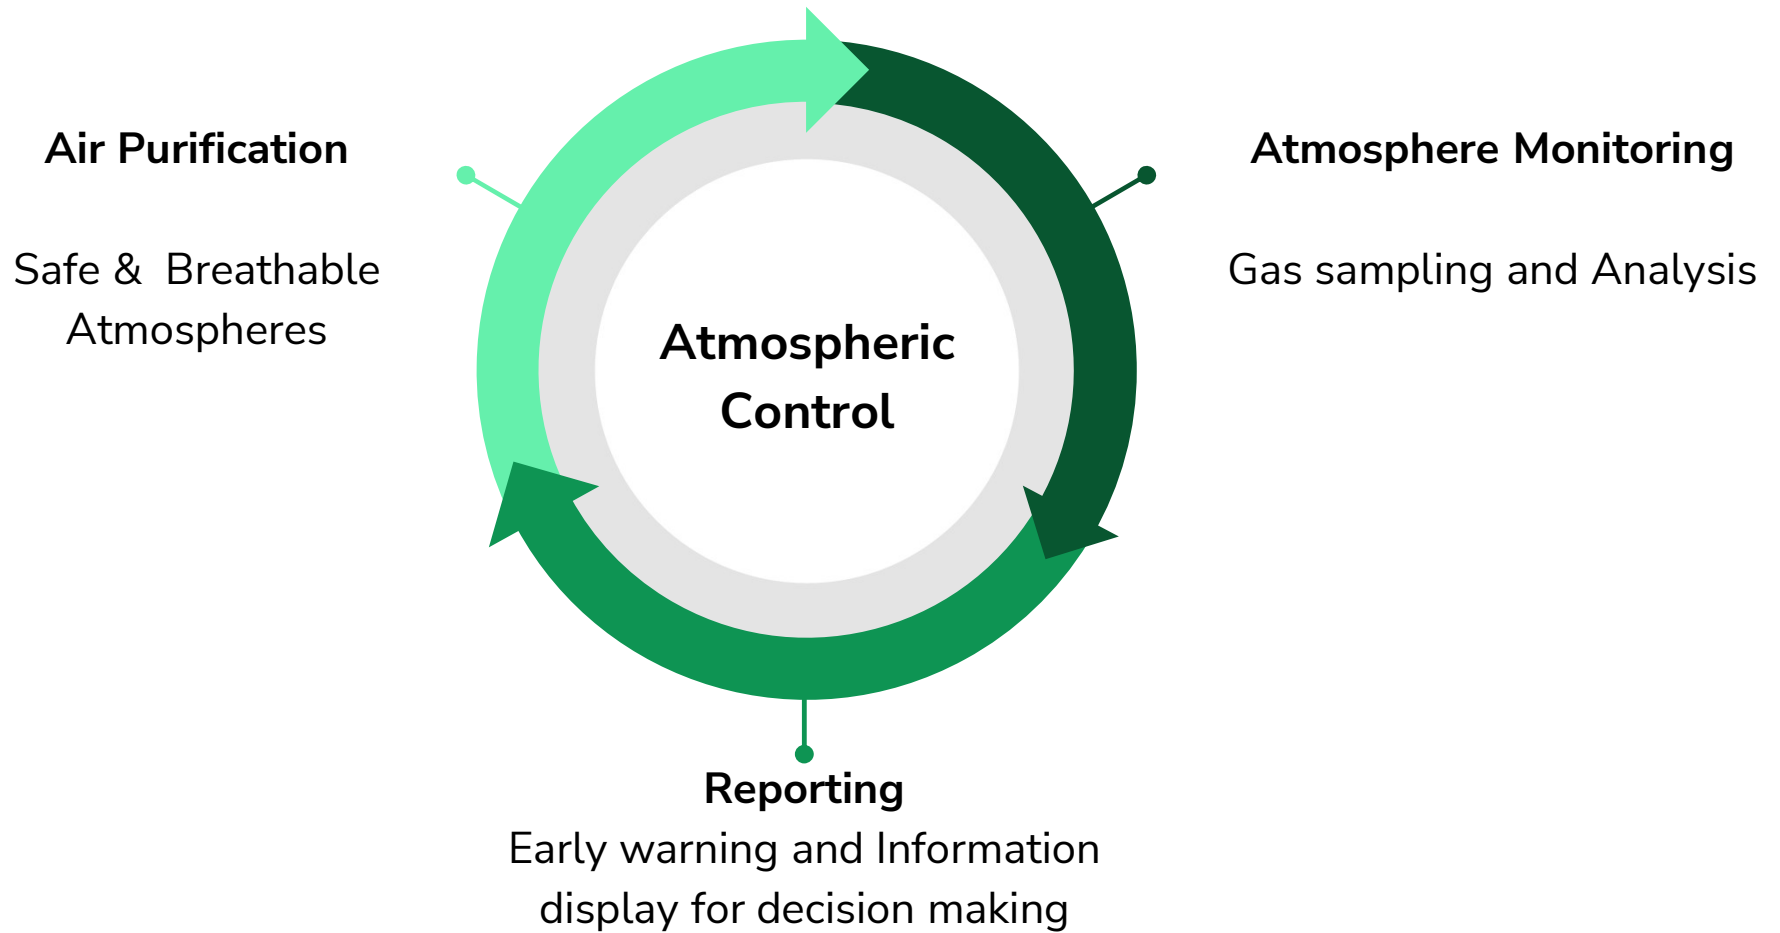 Air Purification
Safe &  Breathable
Atmospheres
Atmosphere Monitoring
Gas sampling and Analysis
Atmospheric
Control
Reporting
Early warning and Information
display for decision making